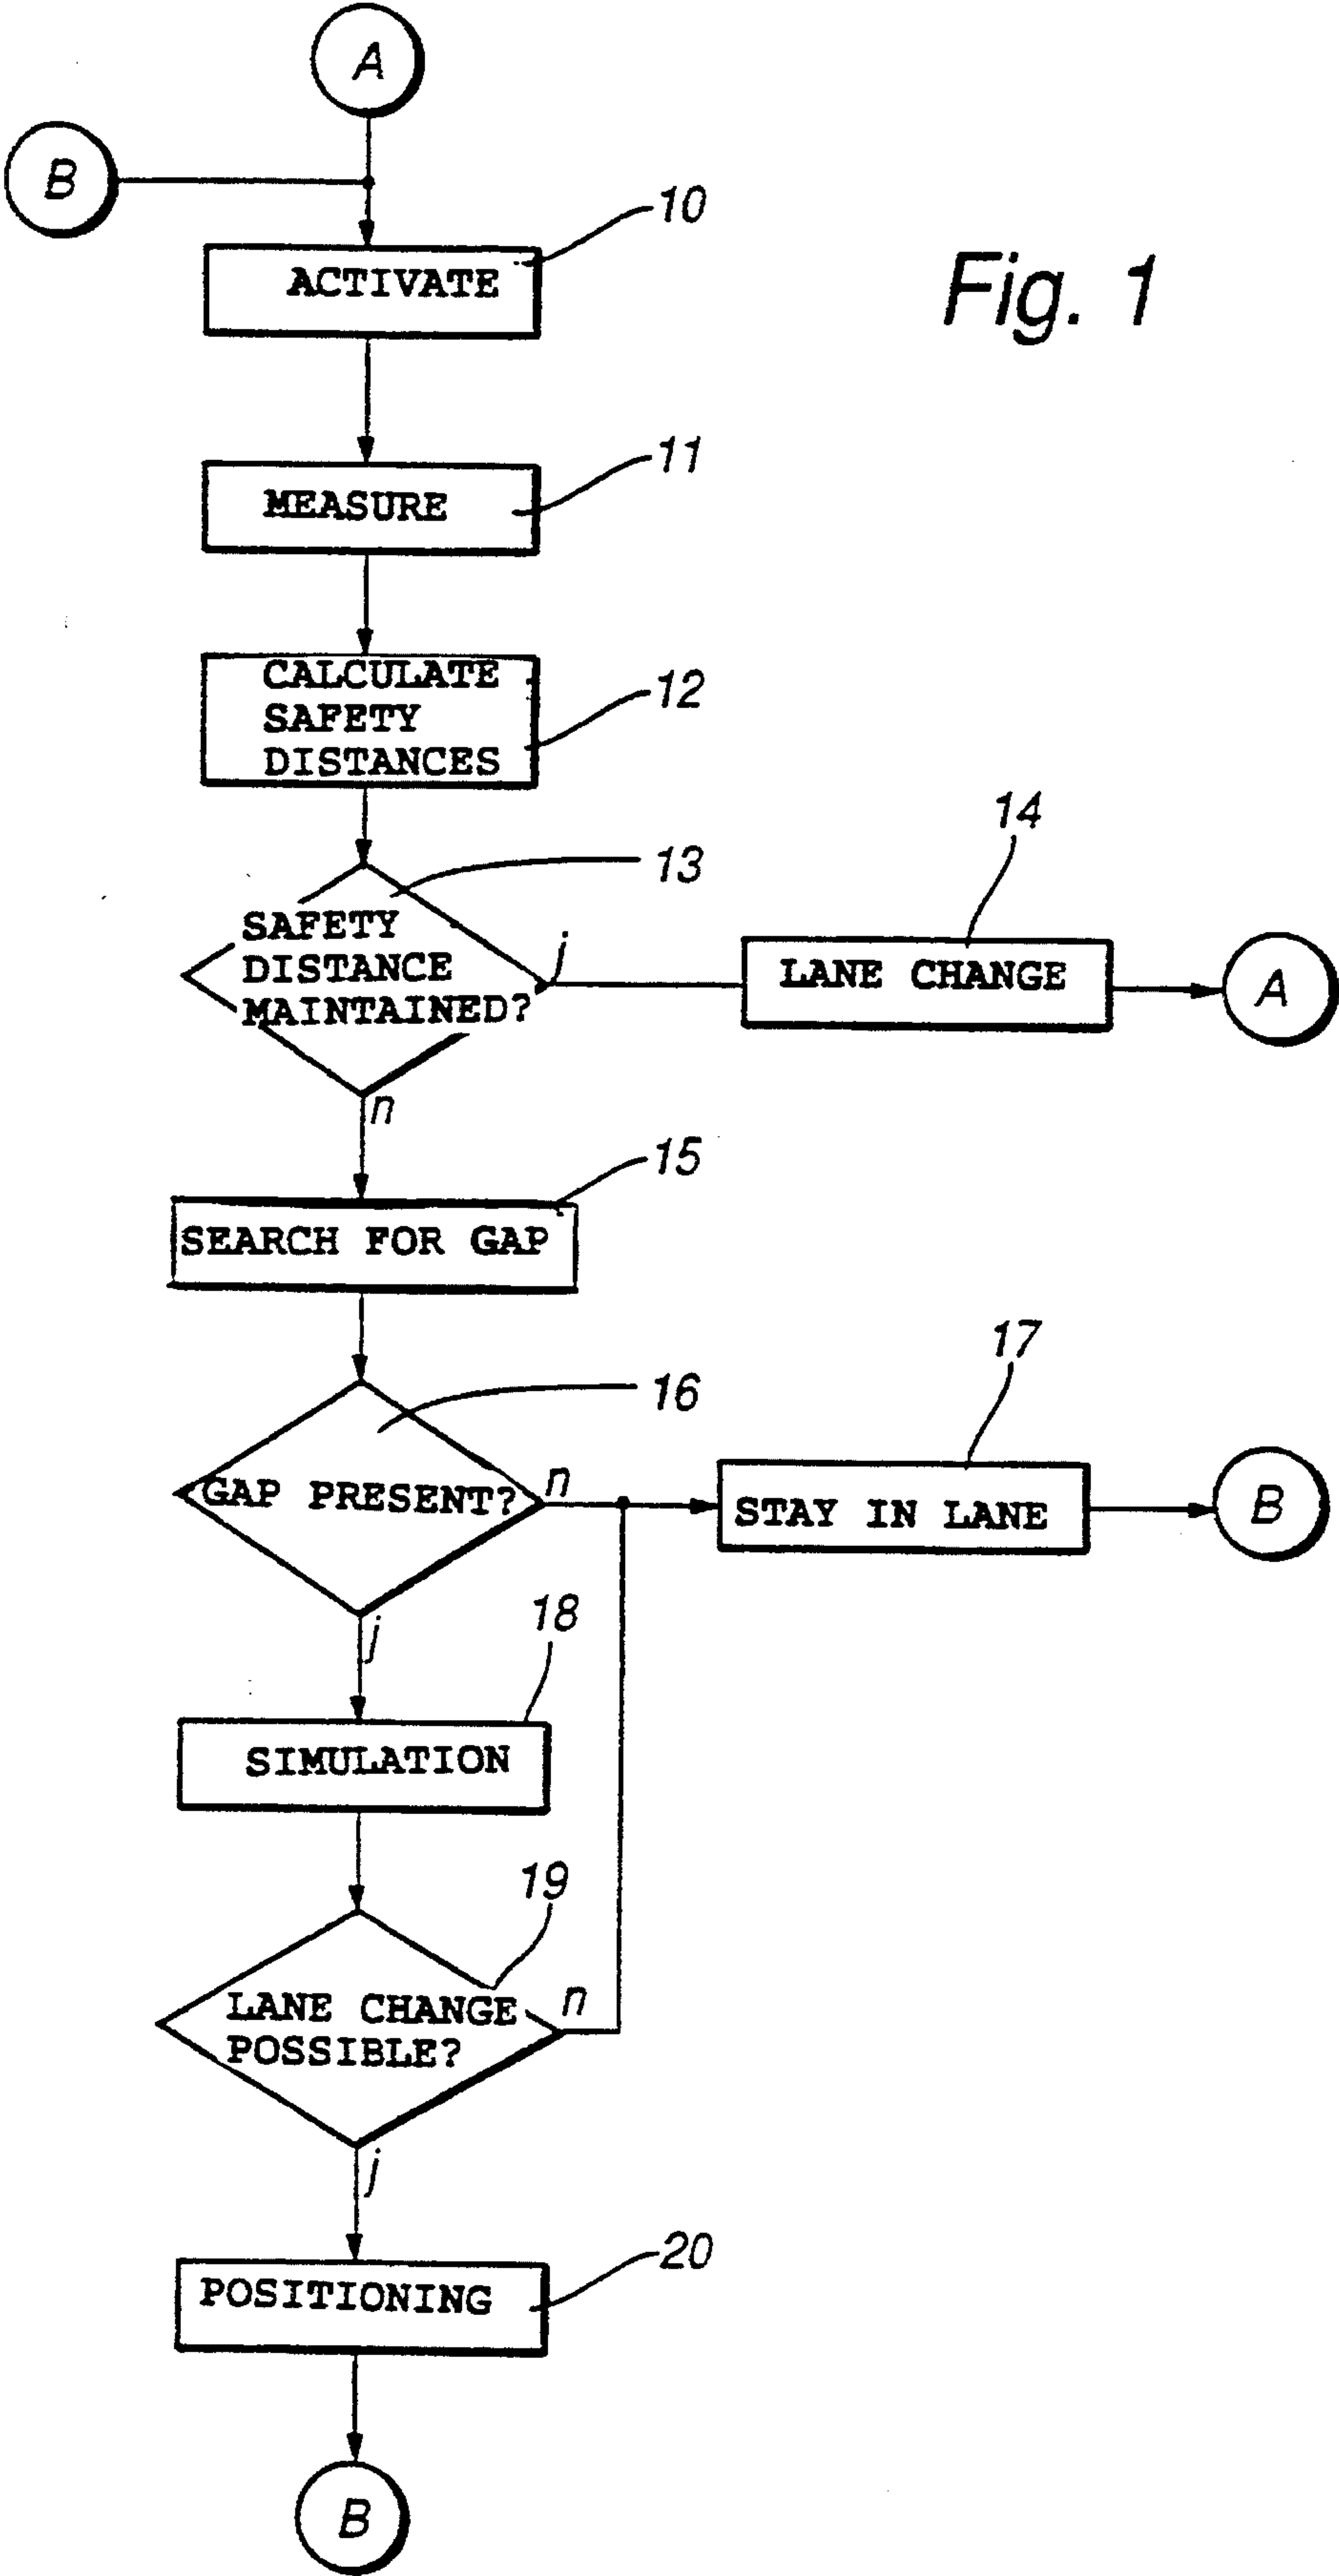 A
B
10
ACTIVATE
Fig. 1
11
MEASURE
12
CALCULATE
SAFETY
DISTANCES
13
14
SAFETY
DISTANCE
MAINTAINED?
j
LANE CHANGE
A
n
15
SEARCH FOR GAP
16
17
GAP PRESENT?
n
STAY IN LANE
B
j
18
SIMULATION
19
LANE CHANGE
POSSIBLE?
n
j
20
POSITIONING
B